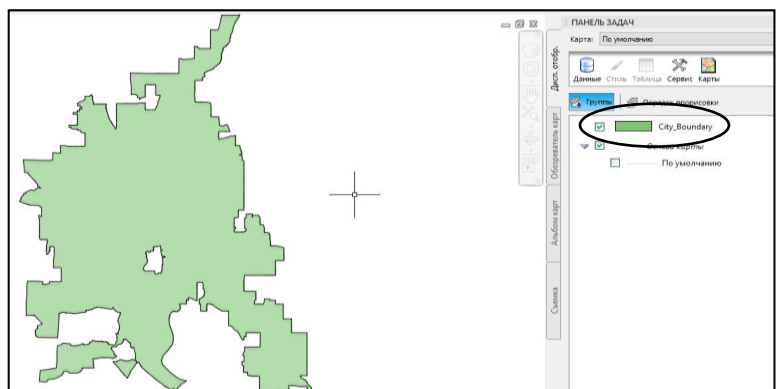 ПАНЕЛЬ ЗАДАЧ
Карта: По умолчанию
Данные Стиль Таблица Сервис Карты
Группы Порядок прорисовки
City_Boundary
Основа карты
По умолчанию
Дисп. отобр.
Обозреватель карт
Альбом карт
Съемка